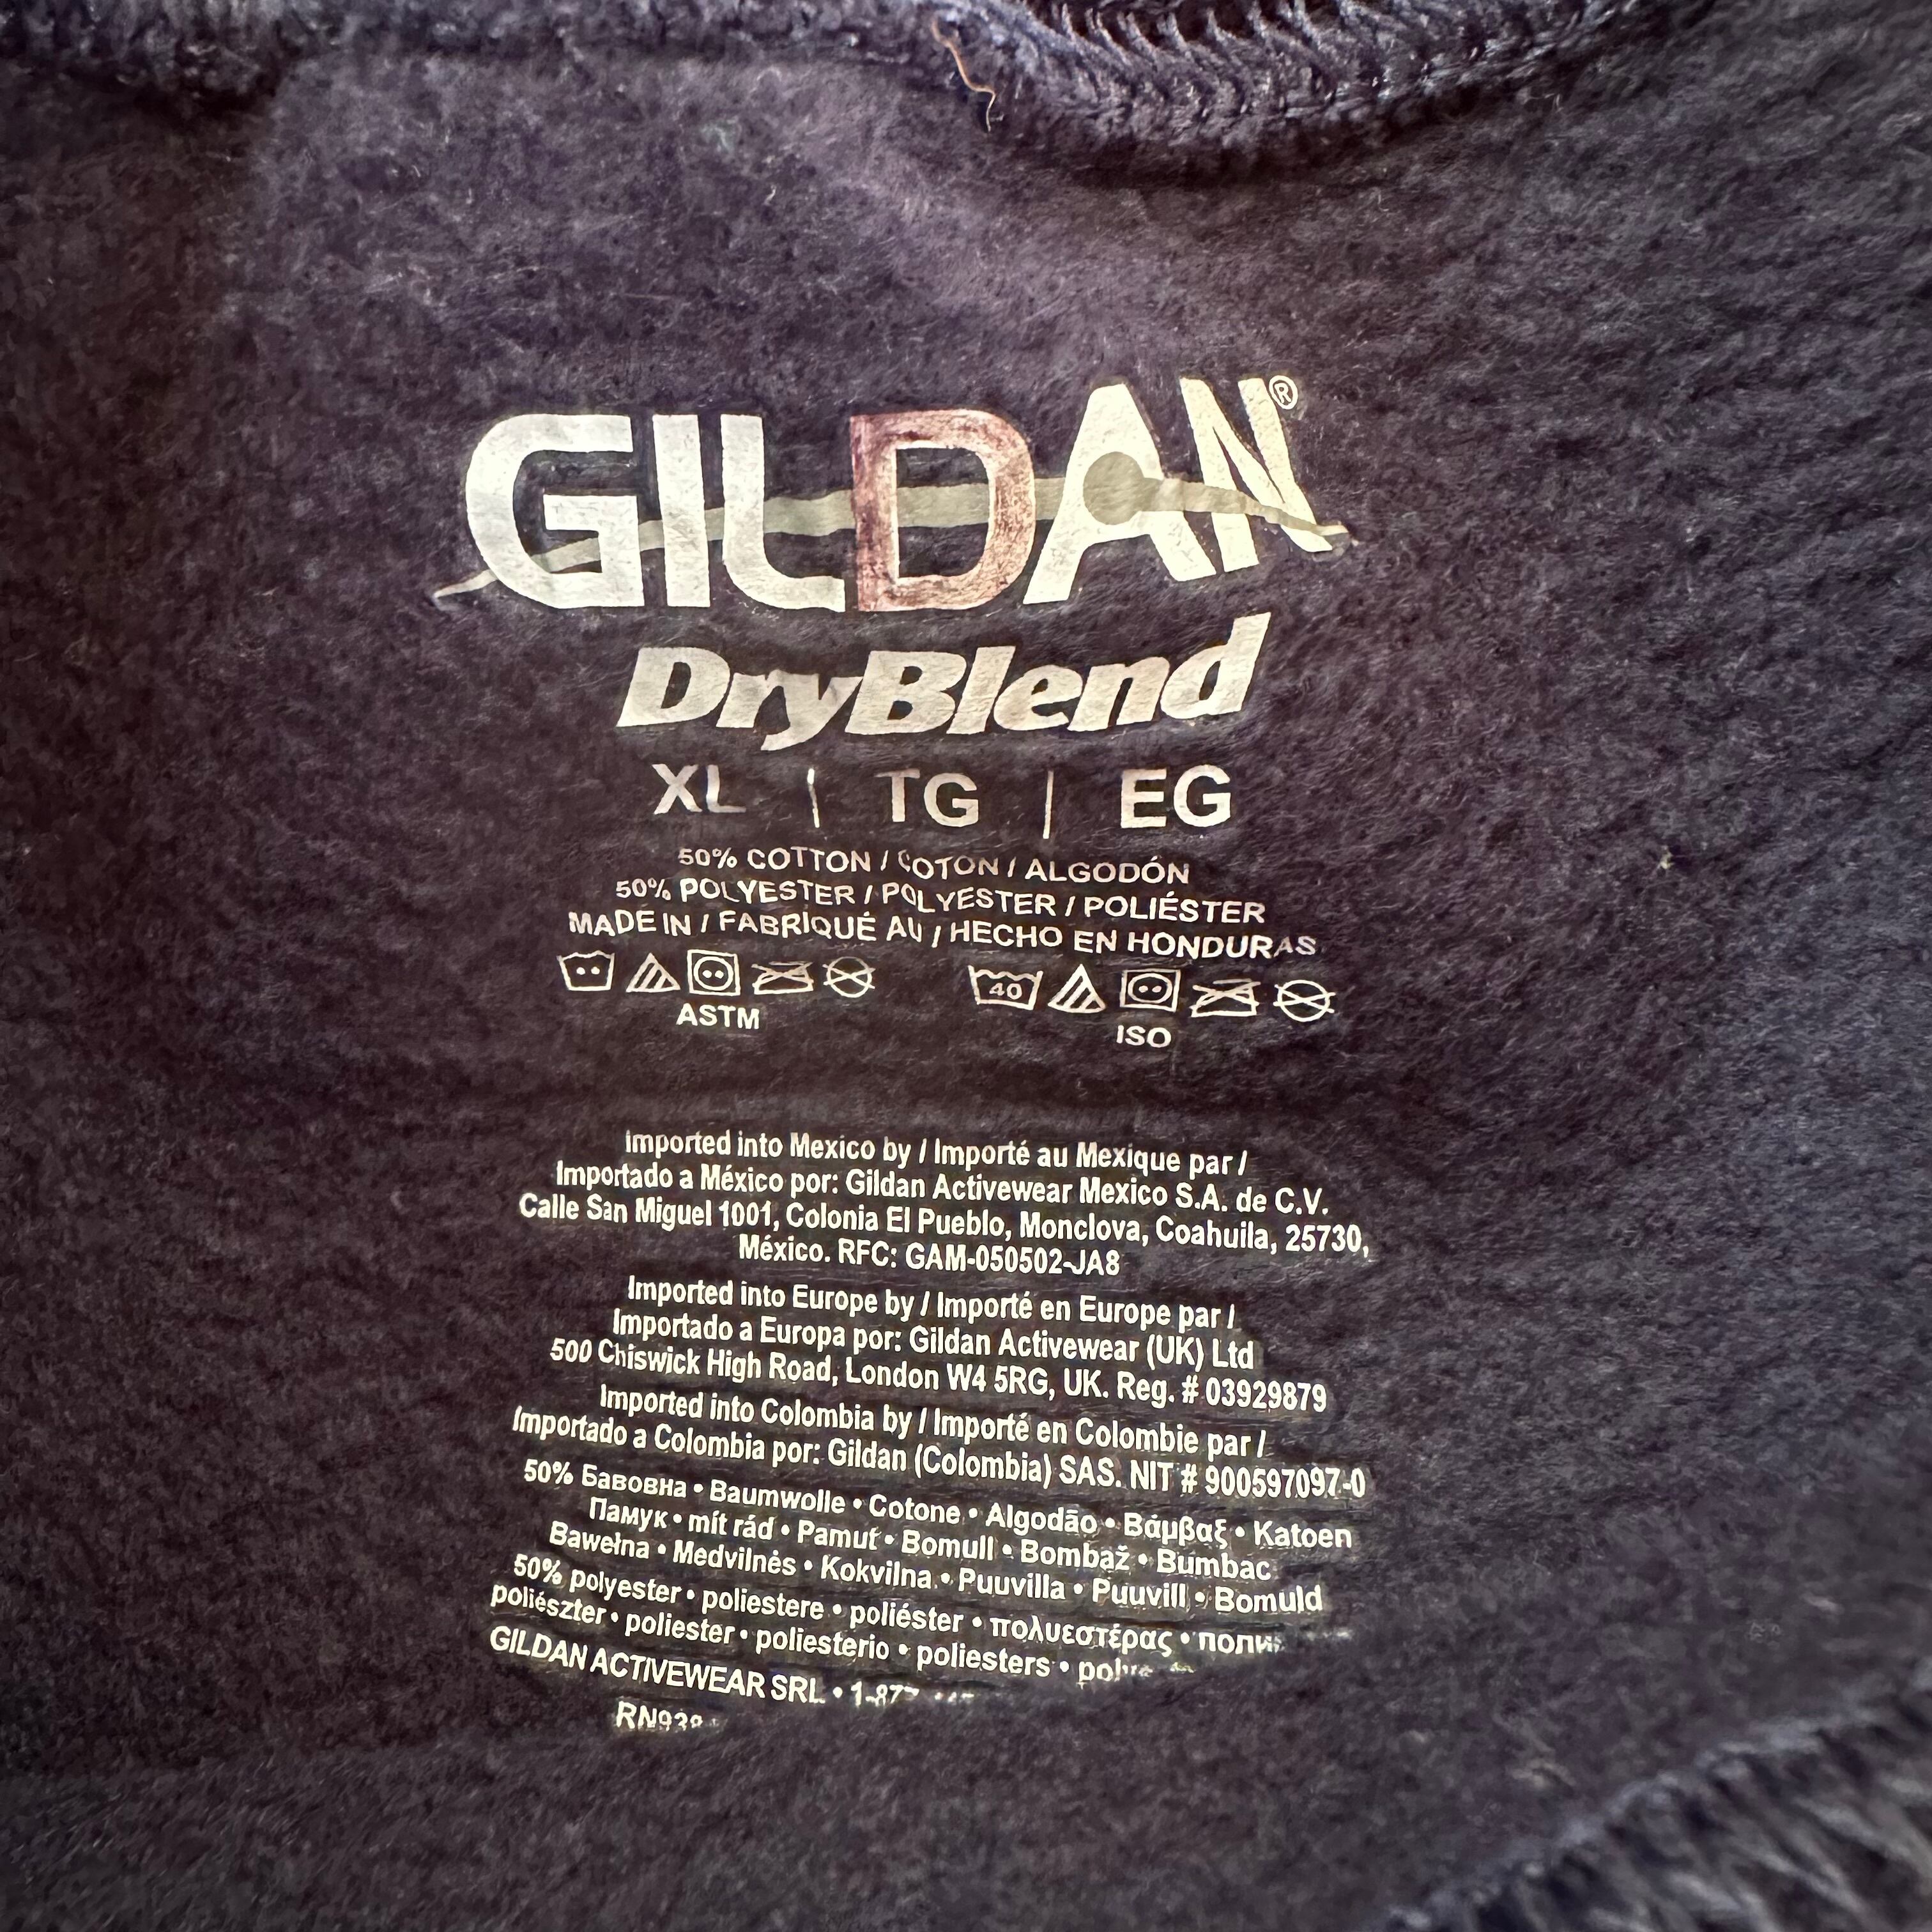 GILDAN®
DryBlend
XL | TG | EG
50% COTTON / COTON / ALGODÓN
50% POLYESTER / POLYESTER / POLIÉSTER
MADE IN / FABRIQUÉ AU / HECHO EN HONDURAS
40
ASTM
ISO
Imported into Mexico by / Importé au Mexique par /
Importado a México por: Gildan Activewear Mexico S.A. de C.V.
Calle San Miguel 1001, Colonia El Pueblo, Monclova, Coahuila, 25730,
México. RFC: GAM-050502-JA8
Imported into Europe by / Importé en Europe par /
Importado a Europa por: Gildan Activewear (UK) Ltd
500 Chiswick High Road, London W4 5RG, UK. Reg. # 03929879
Imported into Colombia by / Importé en Colombie par /
Importado a Colombia por: Gildan (Colombia) SAS. NIT # 900597097-0
50% Бавовна • Baumwolle • Cotone • Algodão • Βάμβαξ • Katoen
Памук • mít rád • Pamut • Bomull • Bombaž • Bumbac
Bawełna • Medvilnės • Kokvilna • Puuvilla • Puuvill • Bomuld
50% polyester • poliestere • poliéster • πολυεστέρας •
poliészter • poliester • poliesterio • poliesters •
GILDAN ACTIVEWEAR SRL •